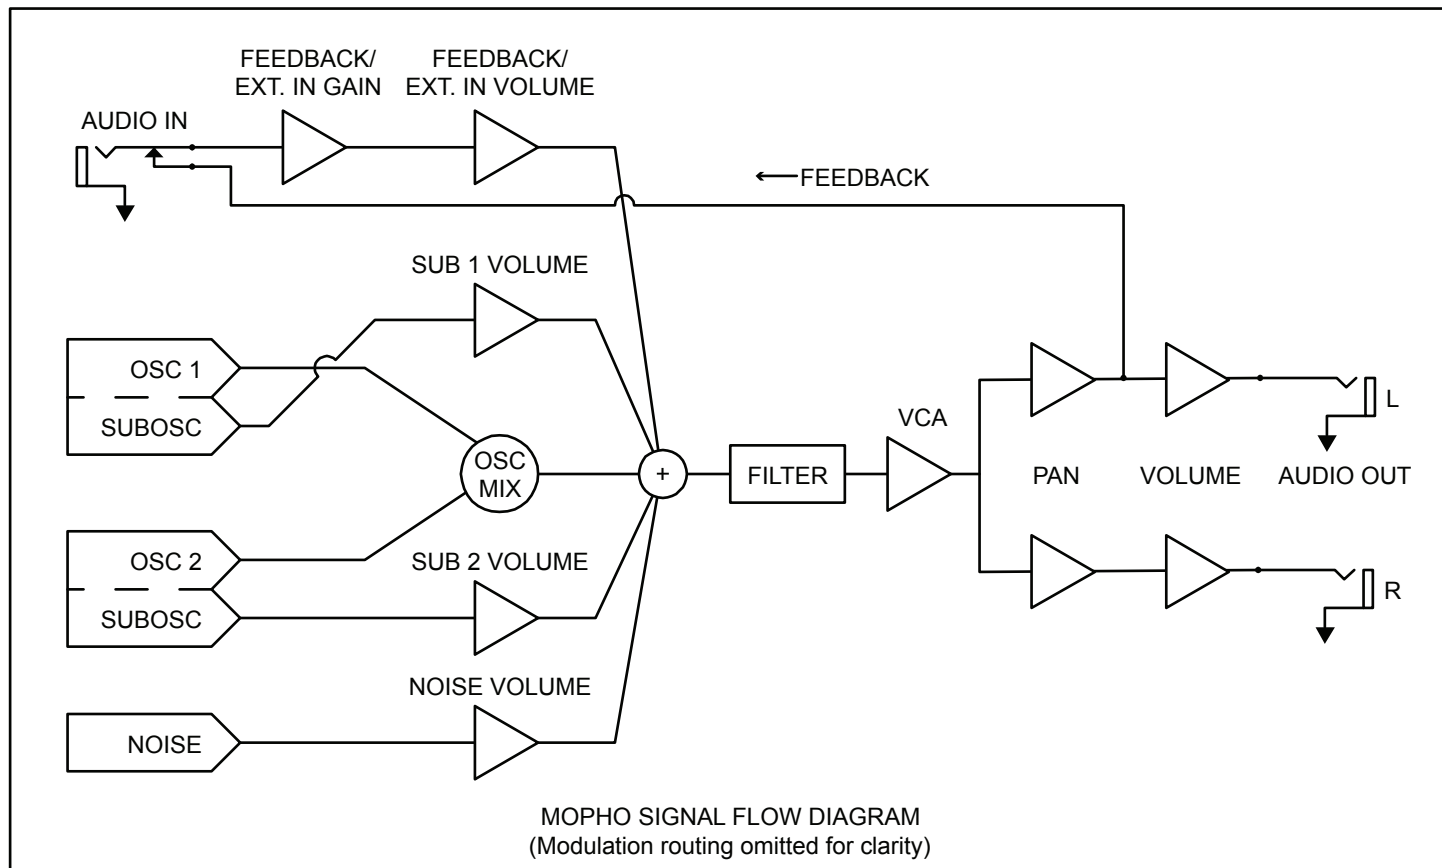 FEEDBACK/
EXT. IN GAIN
FEEDBACK/
EXT. IN VOLUME
AUDIO IN
←FEEDBACK
SUB 1 VOLUME
OSC 1
SUBOSC
OSC
MIX
+
FILTER
VCA
PAN
VOLUME
AUDIO OUT
L
R
OSC 2
SUBOSC
SUB 2 VOLUME
NOISE VOLUME
NOISE
MOPHO SIGNAL FLOW DIAGRAM
(Modulation routing omitted for clarity)